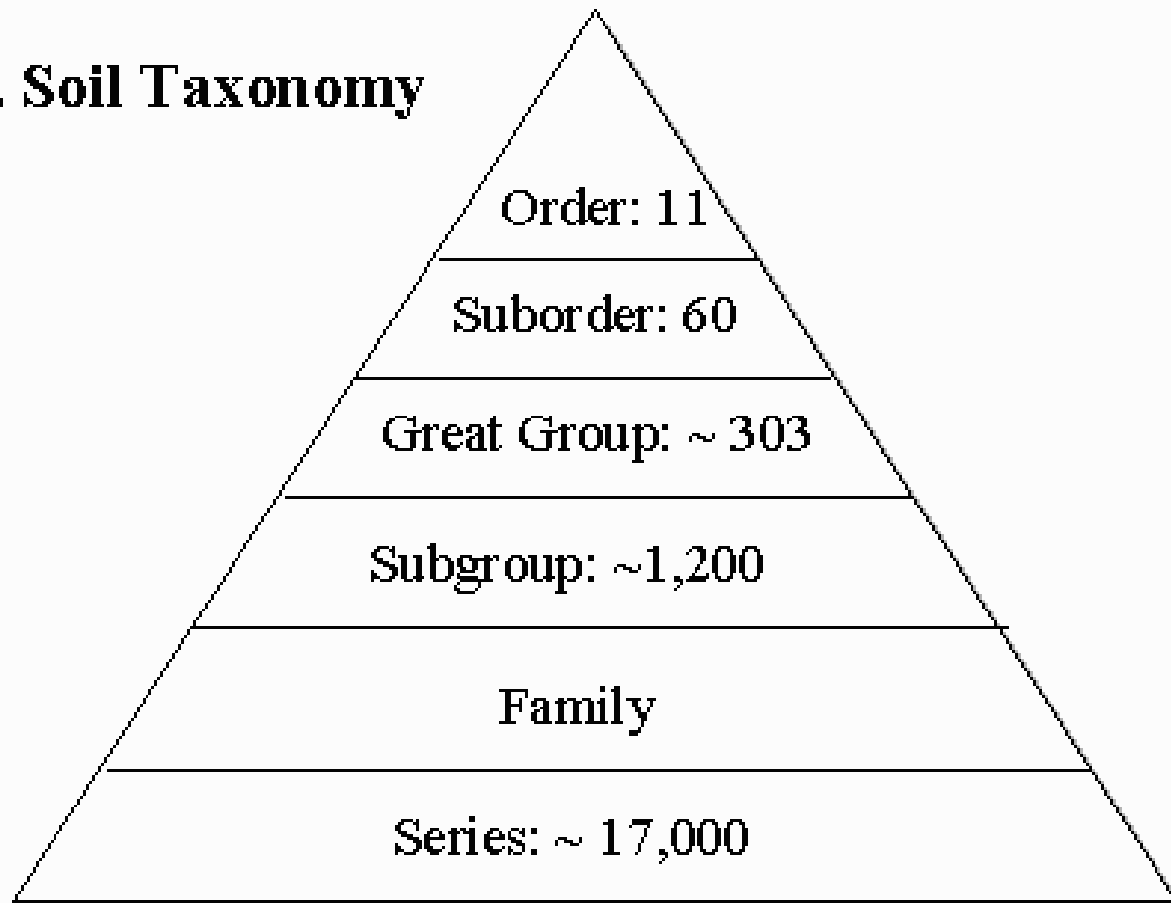 . Soil Taxonomy
Order: 11
Suborder: 60
Great Group: ~ 303
Subgroup: ~1,200
Family
Series: ~ 17,000